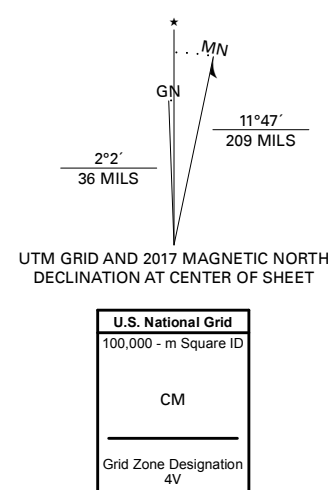 ★
MN
GN
11°47´
209 MILS
2°2´
36 MILS
UTM GRID AND 2017 MAGNETIC NORTH
DECLINATION AT CENTER OF SHEET
U.S. National Grid
100,000 - m Square ID
CM
Grid Zone Designation
4V